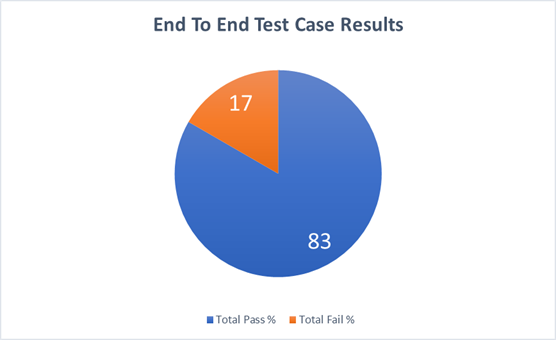 End To End Test Case Results
17
83
Total Pass % Total Fail %